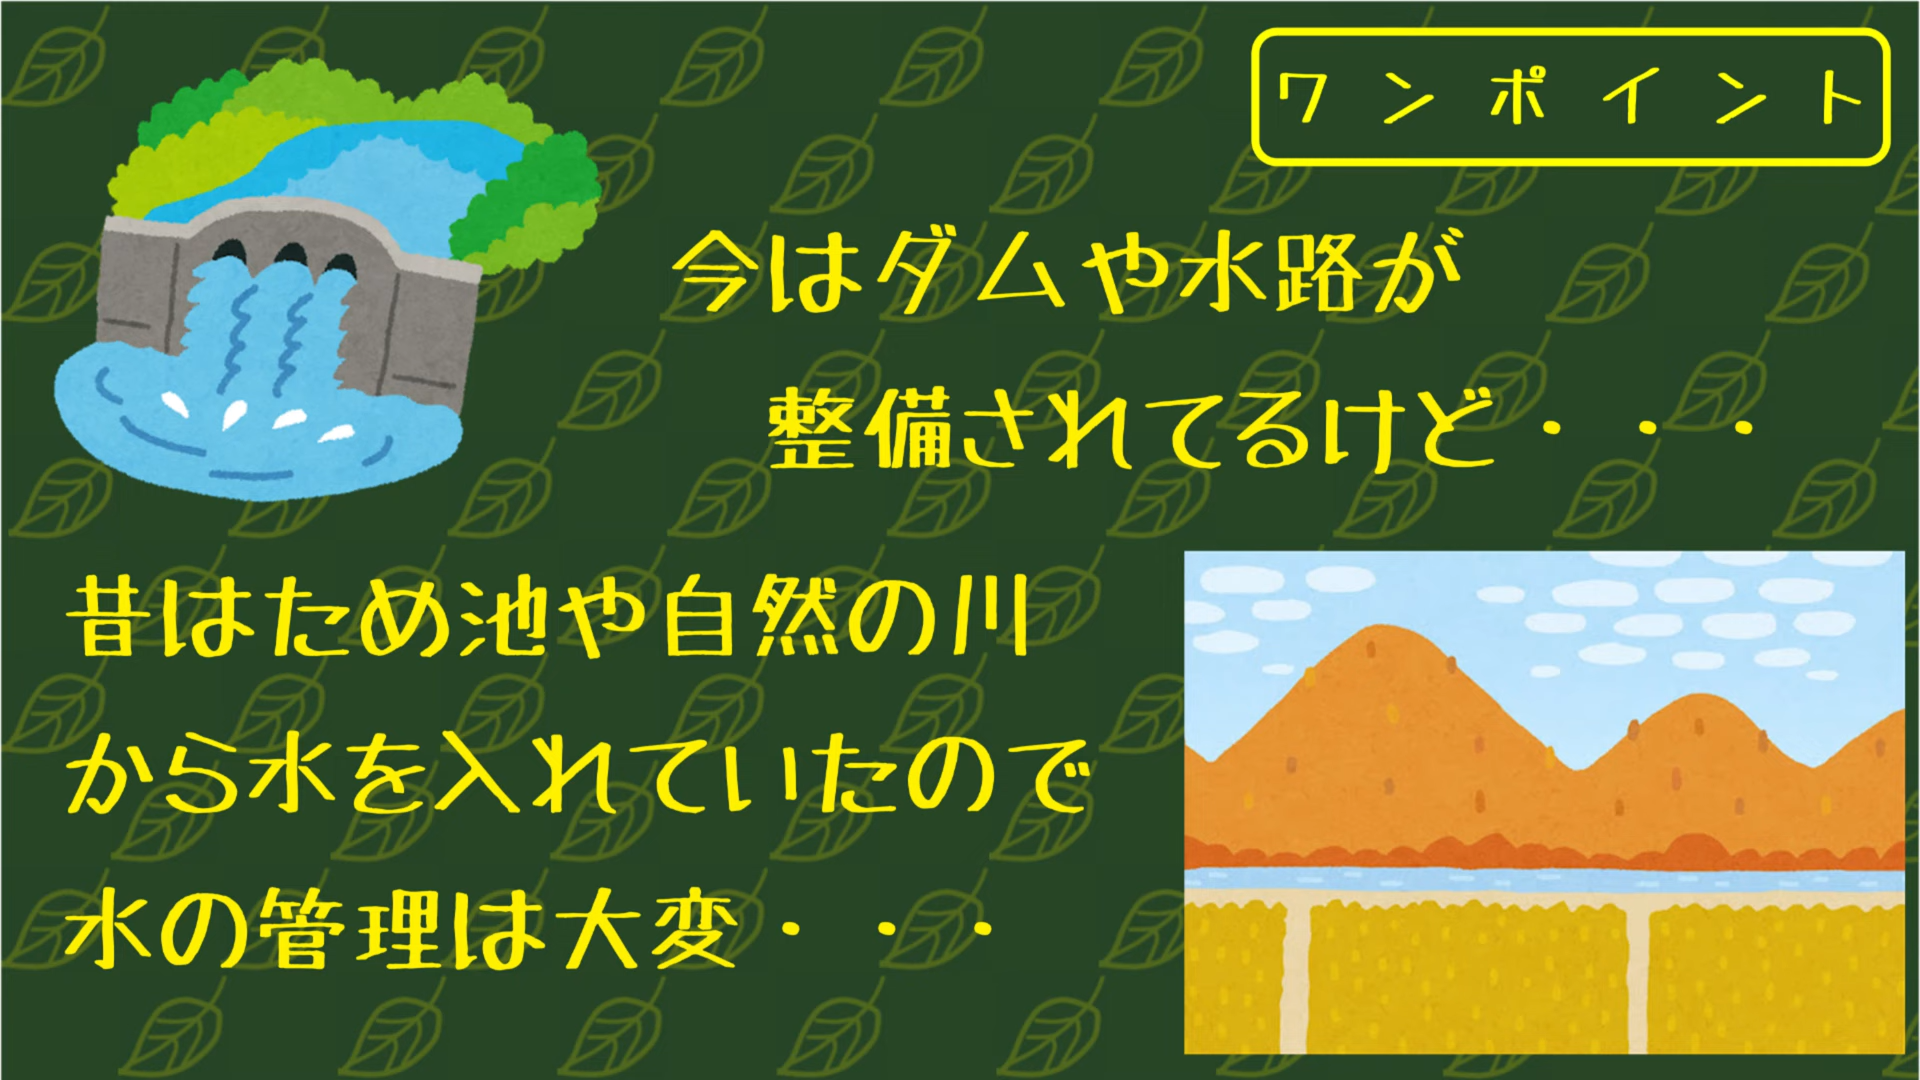 ワンポイント
今はダムや水路が
整備されてるけど・・・
昔はため池や自然の川
から水を入れていたので
水の管理は大変・・・